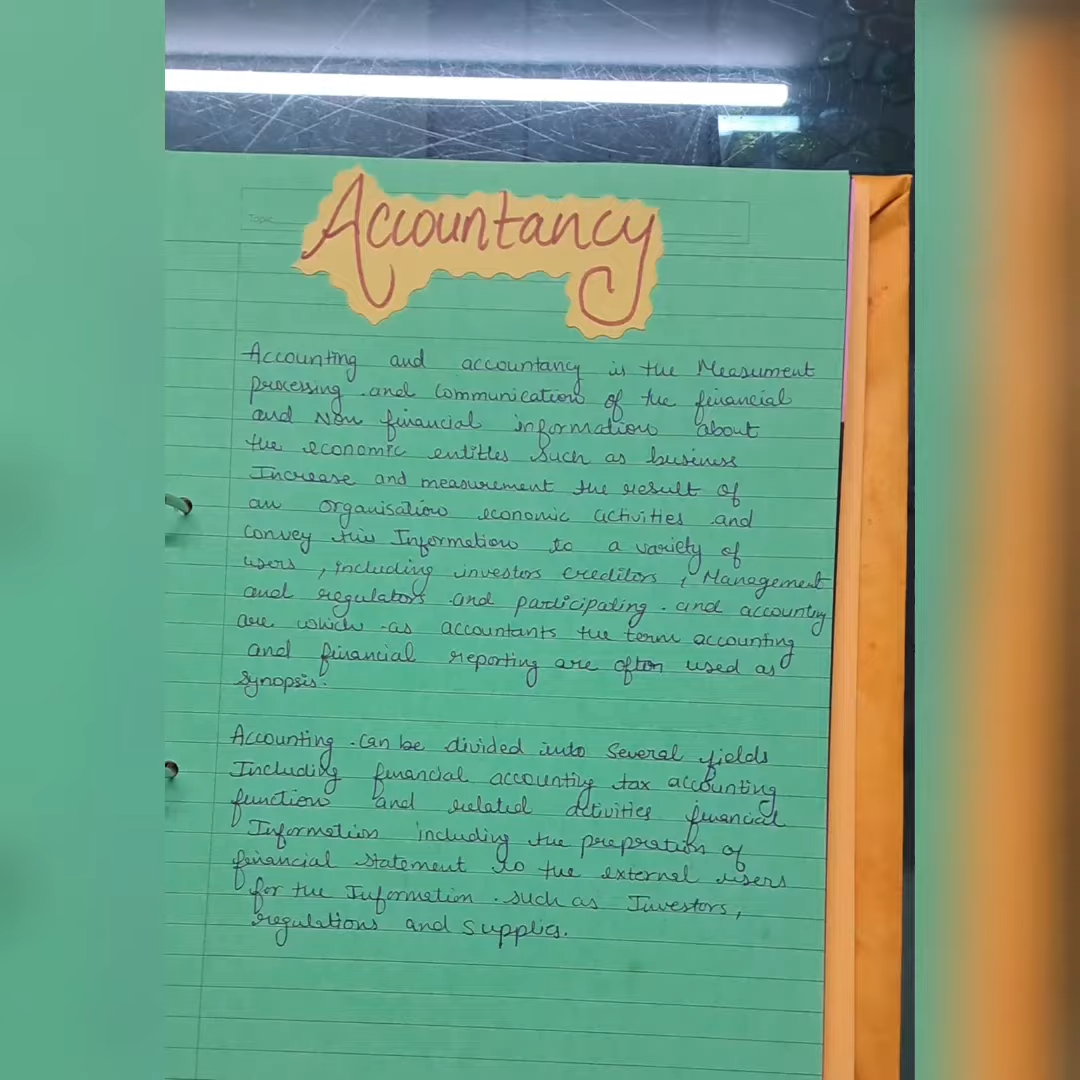 Topic
Accountancy
Accounting and accountancy is the Measument
processing and communication of the financial
and Non financial information about
the economic entities such as business
Increase and measurement the result of
an organisation economic activities and
convey this Information to a variety of
users, including investors creditors, Management
and regulators and participating and accounting
are which as accountants the term accounting
and financial reporting are often used as
synopsis.
Accounting can be divided into several fields
Including financial accounting tax accounting
function and related activities financial
Information including the prepration of
financial statement to the external users
for the Information such as Investors,
regulations and supplies.